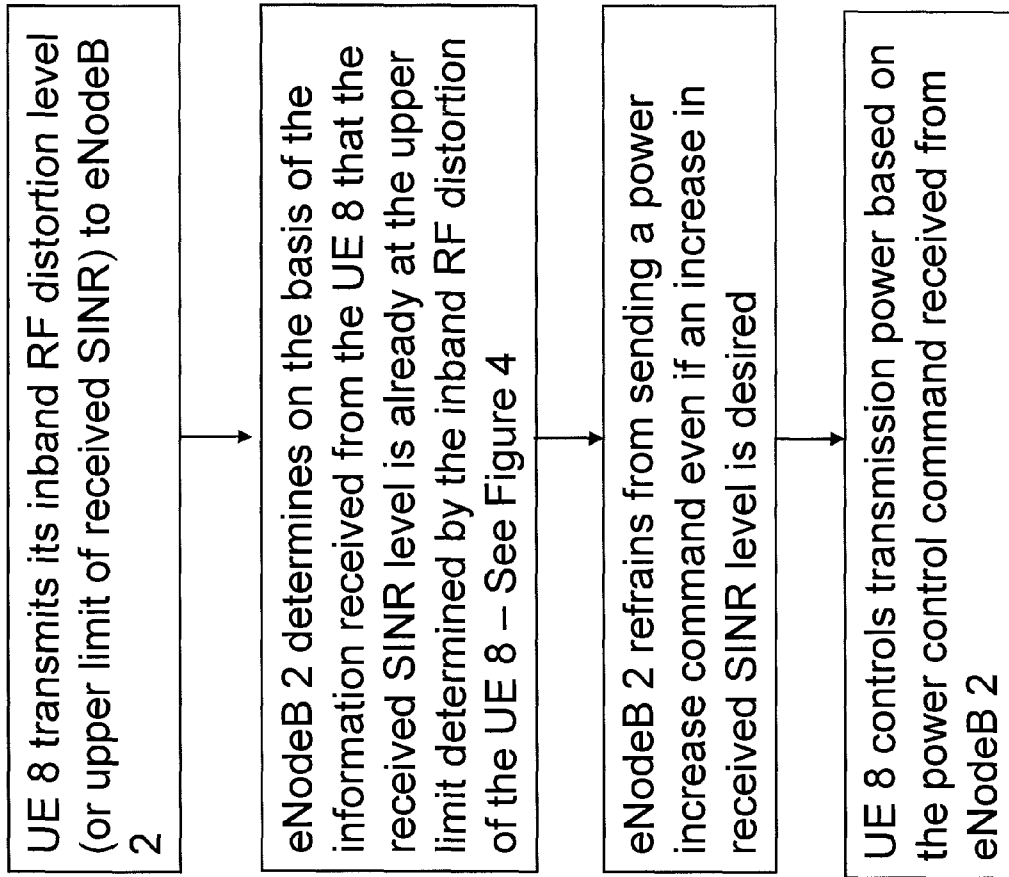 UE 8 transmits its inband RF distortion level
(or upper limit of received SINR) to eNodeB
2
eNodeB 2 determines on the basis of the
information received from the UE 8 that the
received SINR level is already at the upper
limit determined by the inband RF distortion
of the UE 8 – See Figure 4
eNodeB 2 refrains from sending a power
increase command even if an increase in
received SINR level is desired
UE 8 controls transmission power based on
the power control command received from
eNodeB 2